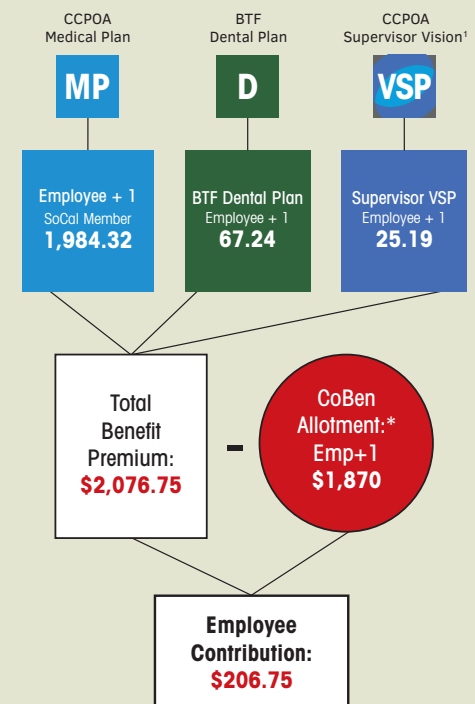 CCPOA
Medical Plan
BTF
Dental Plan
CCPOA
Supervisor Vision¹
MP
D
VSP
Employee + 1
SoCal Member
1,984.32
BTF Dental Plan
Employee + 1
67.24
Supervisor VSP
Employee + 1
25.19
Total
Benefit
Premium:
$2,076.75
-
CoBen
Allotment:*
Emp+1
$1,870
Employee
Contribution:
$206.75